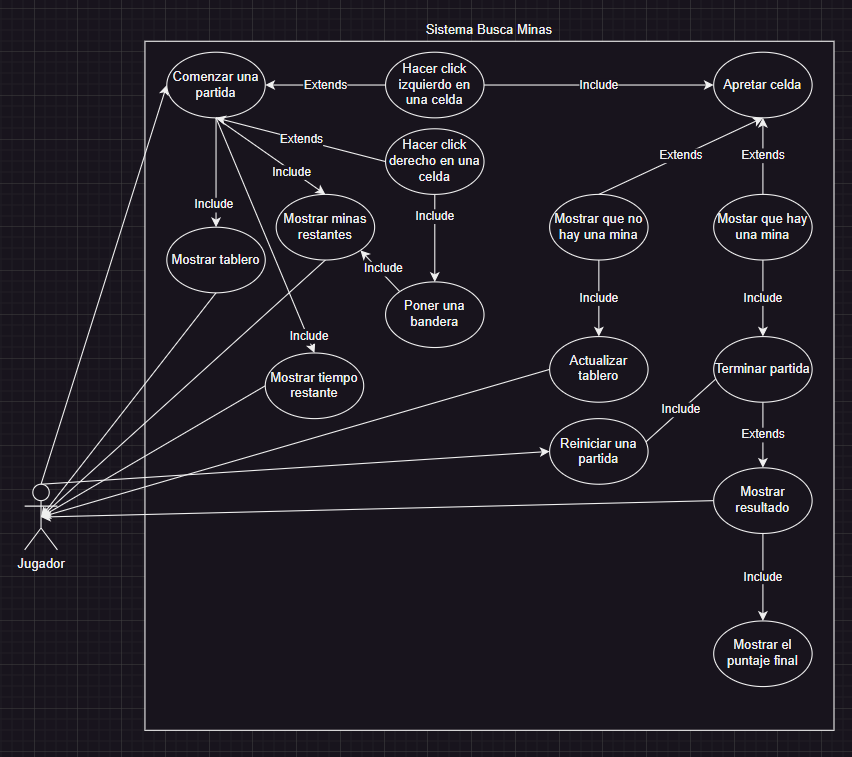 Sistema Busca Minas
Comenzar una
partida
Extends
Hacer click
izquierdo en
una celda
Include
Apretar celda
Extends
Hacer click
derecho en una
celda
Extends
Extends
Include
Include
Mostrar minas
restantes
Include
Mostrar que no
hay una mina
Mostar que hay
una mina
Mostrar tablero
Include
Poner una
bandera
Include
Include
Include
Mostrar tiempo
restante
Actualizar
tablero
Terminar partida
Include
Reiniciar una
partida
Extends
Mostrar
resultado
Jugador
Include
Mostrar el
puntaje final